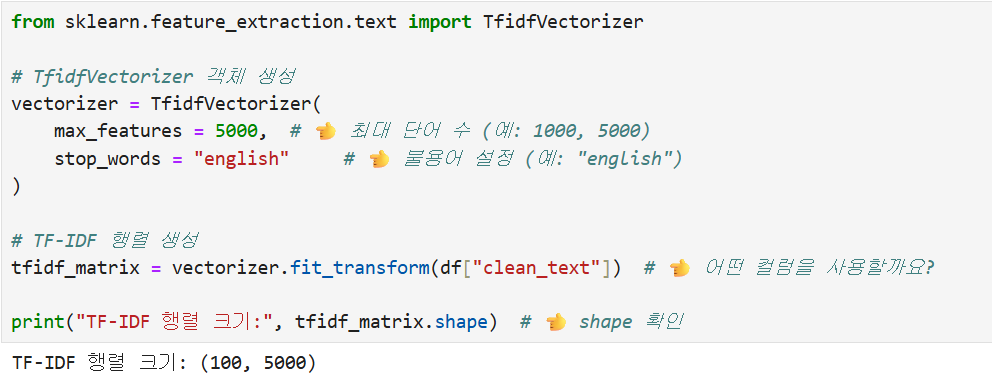 from sklearn.feature_extraction.text import TfidfVectorizer
# TfidfVectorizer 객체 생성
vectorizer = TfidfVectorizer(
    max_features = 5000,  # 👉 최대 단어 수 (예: 1000, 5000)
    stop_words = "english"     # 👉 불용어 설정 (예: "english")
)
# TF-IDF 행렬 생성
tfidf_matrix = vectorizer.fit_transform(df["clean_text"])  # 👉 어떤 컬럼을 사용할까요?
print("TF-IDF 행렬 크기:", tfidf_matrix.shape)  # 👉 shape 확인
TF-IDF 행렬 크기: (100, 5000)